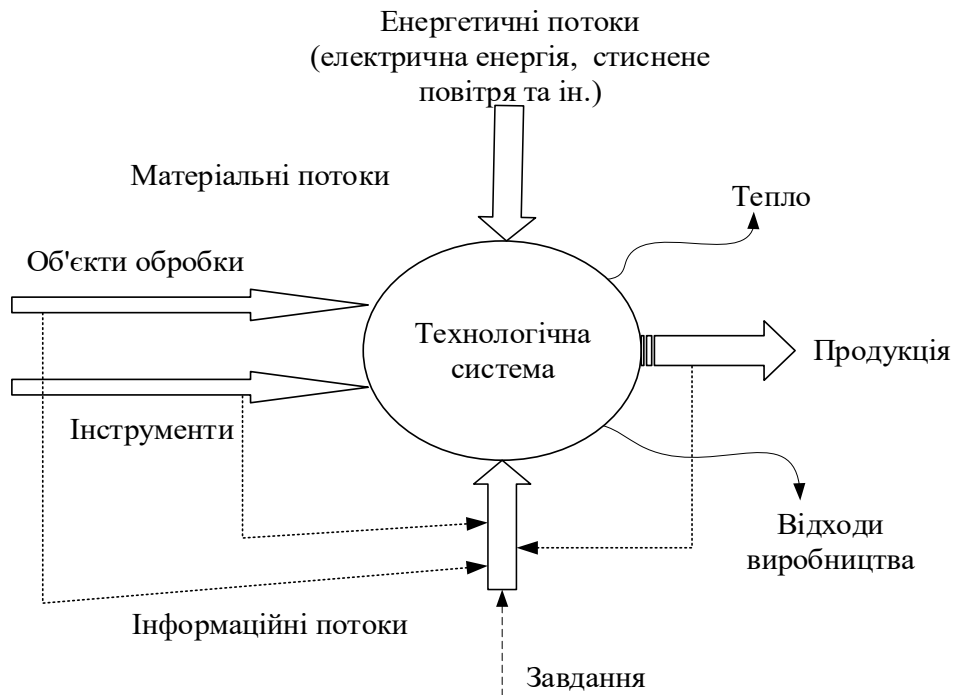 Енергетичні потоки
(електрична енергія, стиснене
повітря та ін.)
Матеріальні потоки
Тепло
Об'єкти обробки
Технологічна
система
Продукція
Інструменти
Відходи
виробництва
Інформаційні потоки
Завдання